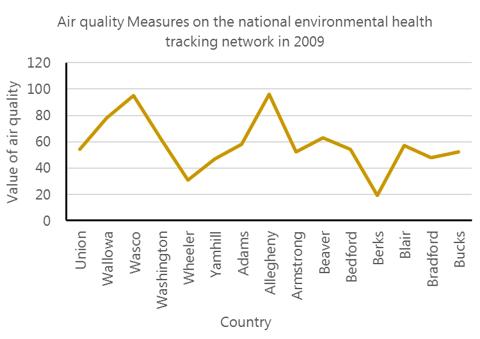 Air quality Measures on the national environmental health
tracking network in 2009
Value of air quality
120
100
80
60
40
20
0
Union
Wallowa
Wasco
Washington
Wheeler
Yamhill
Adams
Allegheny
Armstrong
Beaver
Bedford
Berks
Blair
Bradford
Bucks
Country